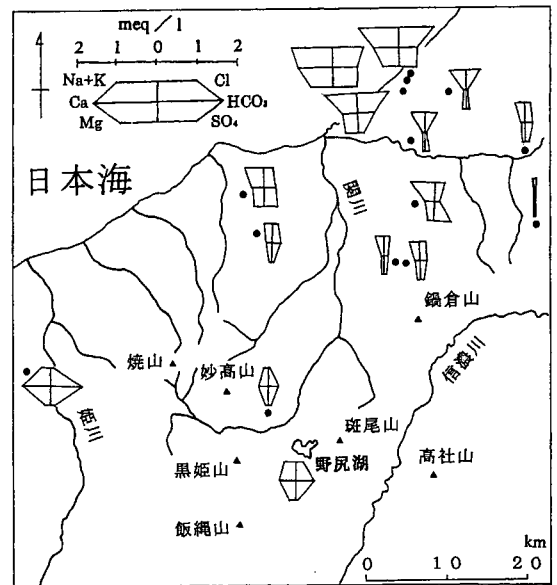 meq / l
2 1 0 1 2
Na+K Cl
Ca HCO₃
Mg SO₄
日本海
関川
鍋倉山
信濃川
焼山
妙高山
姫川
斑尾山
黒姫山
野尻湖
高社山
飯縄山
km
0 10 20